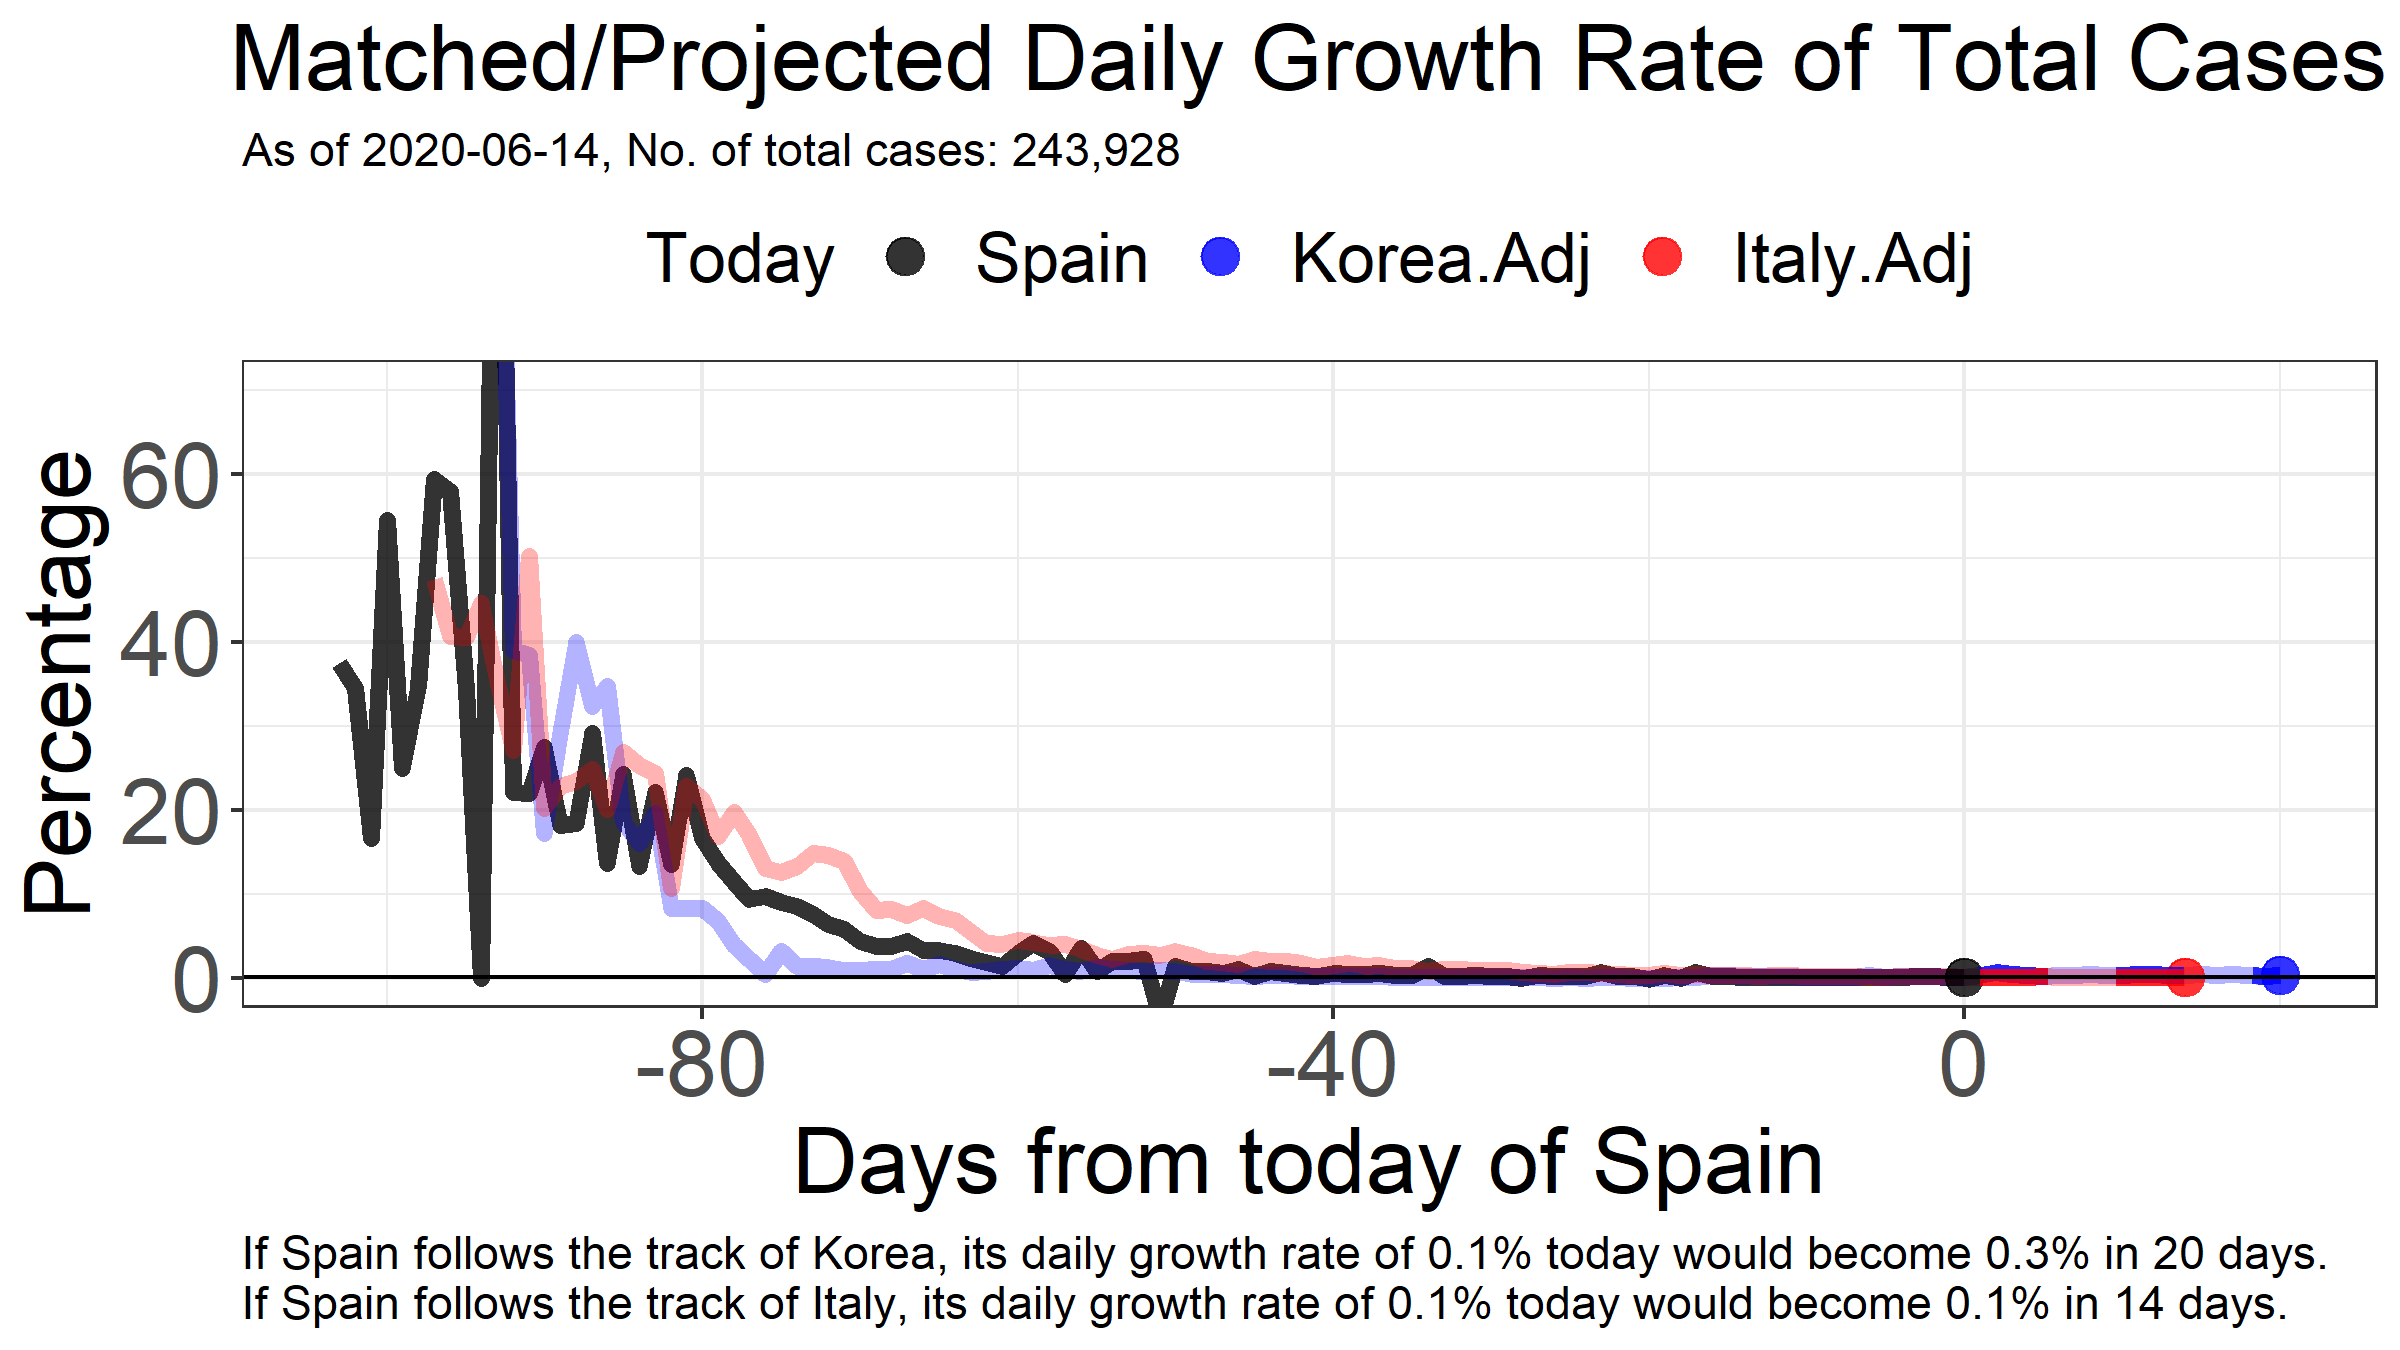 Matched/Projected Daily Growth Rate of Total Cases
As of 2020-06-14, No. of total cases: 243,928
Today Spain Korea.Adj Italy.Adj
Percentage
60
40
20
0
-80 -40 0
Days from today of Spain
If Spain follows the track of Korea, its daily growth rate of 0.1% today would become 0.3% in 20 days.
If Spain follows the track of Italy, its daily growth rate of 0.1% today would become 0.1% in 14 days.